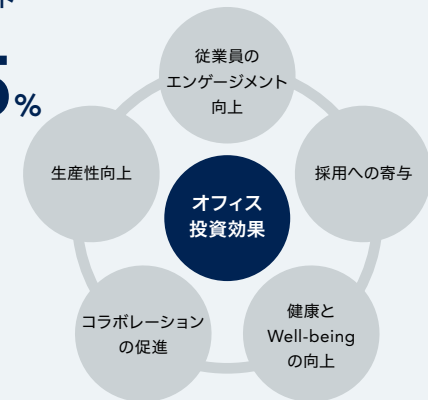 %
従業員の
エンゲージメント
向上
生産性向上
採用への寄与
オフィス
投資効果
コラボレーション
の促進
健康と
Well-being
の向上